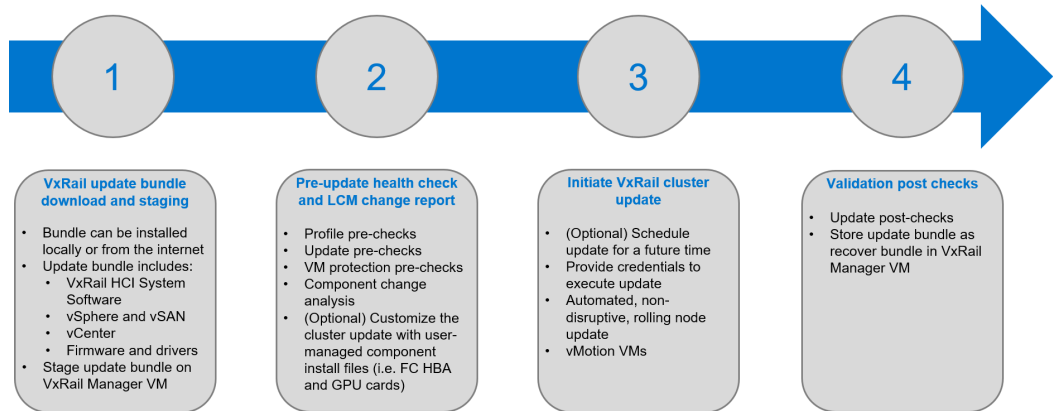 1
2
3
4
VxRail update bundle
download and staging
• Bundle can be installed
locally or from the internet
• Update bundle includes:
• VxRail HCI System
Software
• vSphere and vSAN
• vCenter
• Firmware and drivers
• Stage update bundle on
VxRail Manager VM
Pre-update health check
and LCM change report
• Profile pre-checks
• Update pre-checks
• VM protection pre-checks
• Component change
analysis
• (Optional) Customize the
cluster update with user-
managed component
install files (i.e. FC HBA
and GPU cards)
Initiate VxRail cluster
update
• (Optional) Schedule
update for a future time
• Provide credentials to
execute update
• Automated, non-
disruptive, rolling node
update
• vMotion VMs
Validation post checks
• Update post-checks
• Store update bundle as
recover bundle in VxRail
Manager VM